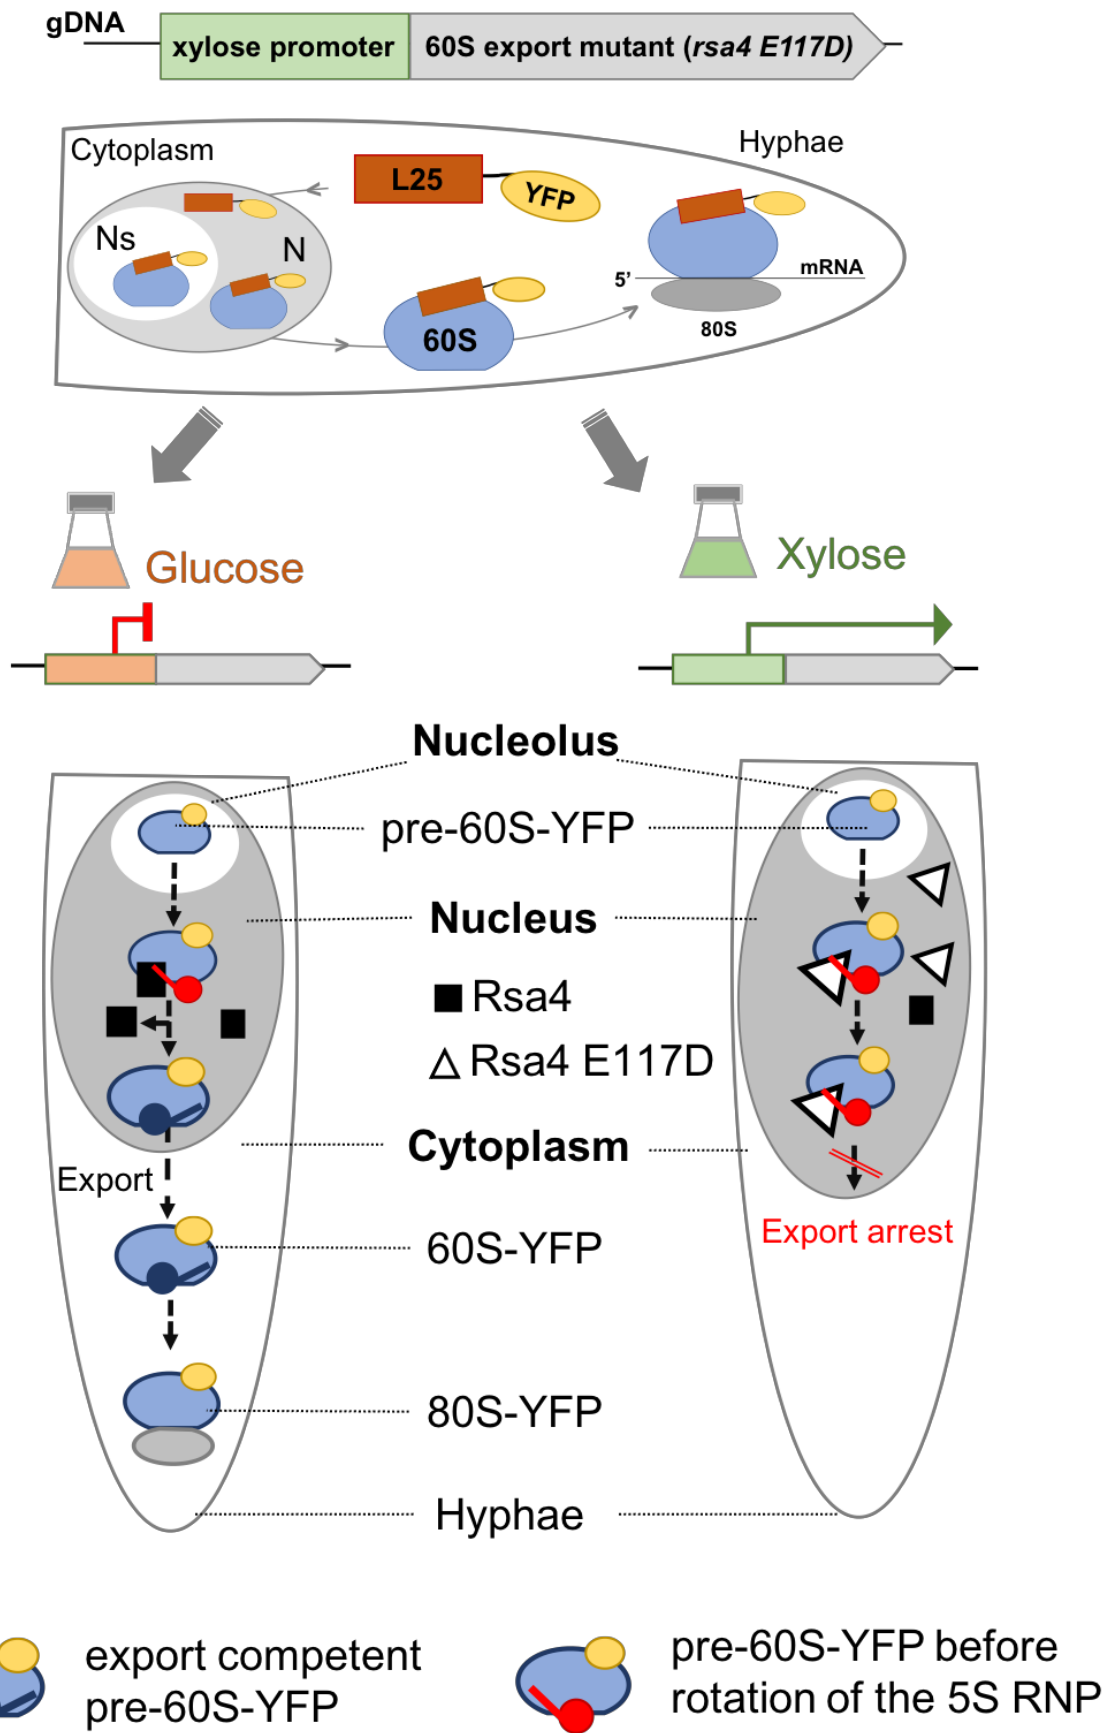 gDNA
xylose promoter
60S export mutant (rsa4 E117D)
Cytoplasm
Hyphae
L25
YFP
Ns
N
60S
5’
mRNA
80S
Glucose
Xylose
Nucleolus
pre-60S-YFP
Nucleus
Rsa4
Rsa4 E117D
Cytoplasm
Export
Export arrest
60S-YFP
80S-YFP
Hyphae
export competent
pre-60S-YFP
pre-60S-YFP before
rotation of the 5S RNP